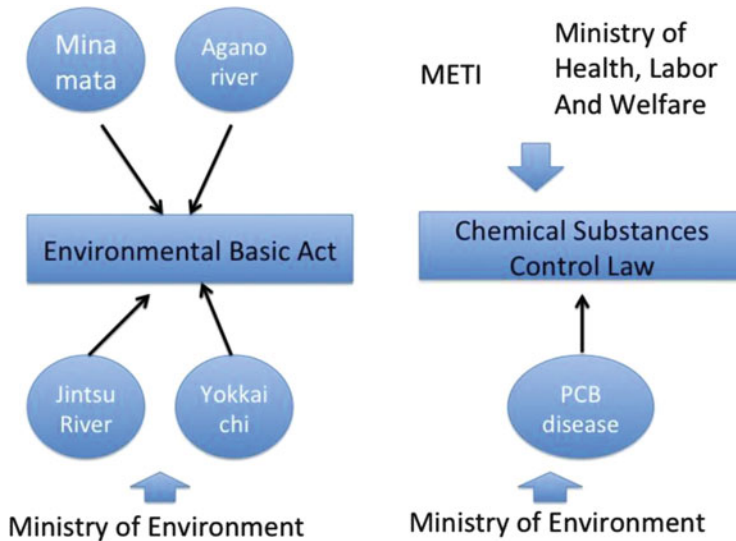 Mina
mata
Agano
river
Environmental Basic Act
Jintsu
River
Yokkai
chi
Ministry of Environment
METI
Ministry of
Health, Labor
And Welfare
Chemical Substances
Control Law
PCB
disease
Ministry of Environment